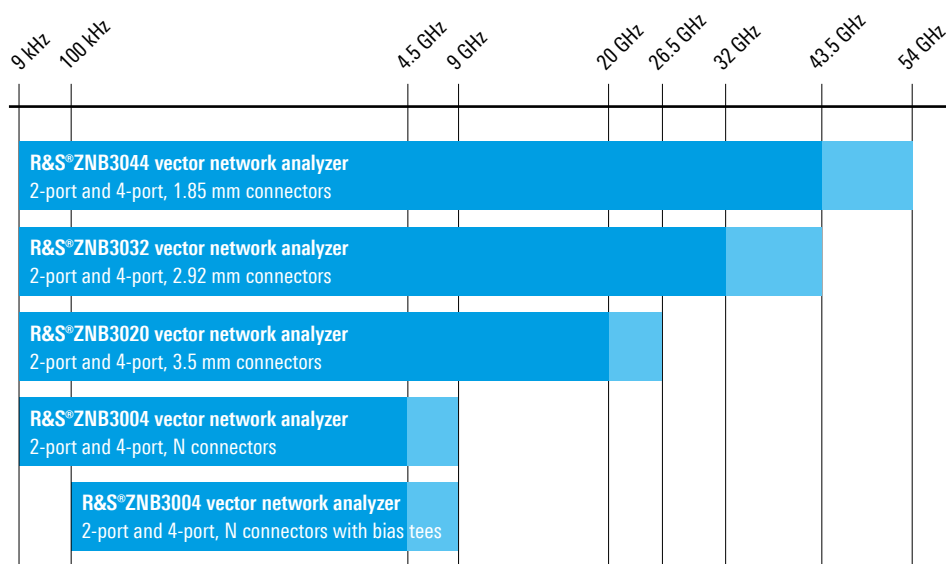 9 kHz
100 kHz
4.5 GHz
9 GHz
20 GHz
26.5 GHz
32 GHz
43.5 GHz
54 GHz
R&S®ZNB3044 vector network analyzer
2-port and 4-port, 1.85 mm connectors
R&S®ZNB3032 vector network analyzer
2-port and 4-port, 2.92 mm connectors
R&S®ZNB3020 vector network analyzer
2-port and 4-port, 3.5 mm connectors
R&S®ZNB3004 vector network analyzer
2-port and 4-port, N connectors
R&S®ZNB3004 vector network analyzer
2-port and 4-port, N connectors with bias tees